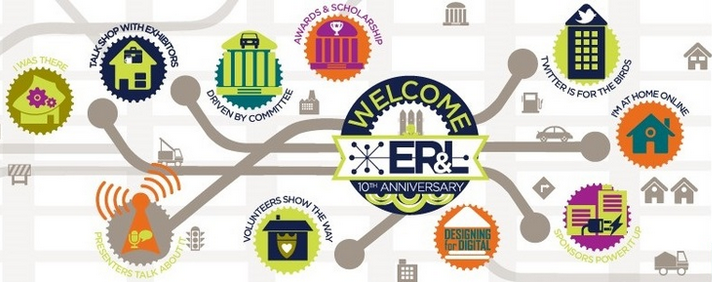 I WAS THERE
TALK SHOP WITH EXHIBITORS
DRIVEN BY COMMITTEE
AWARDS & SCHOLARSHIP
WELCOME
ER&L
10TH ANNIVERSARY
TWITTER IS FOR THE BIRDS
I'M AT HOME ONLINE
PRESENTERS TALK ABOUT IT
VOLUNTEERS SHOW THE WAY
DESIGNING
for DIGITAL
SPONSORS POWER IT UP